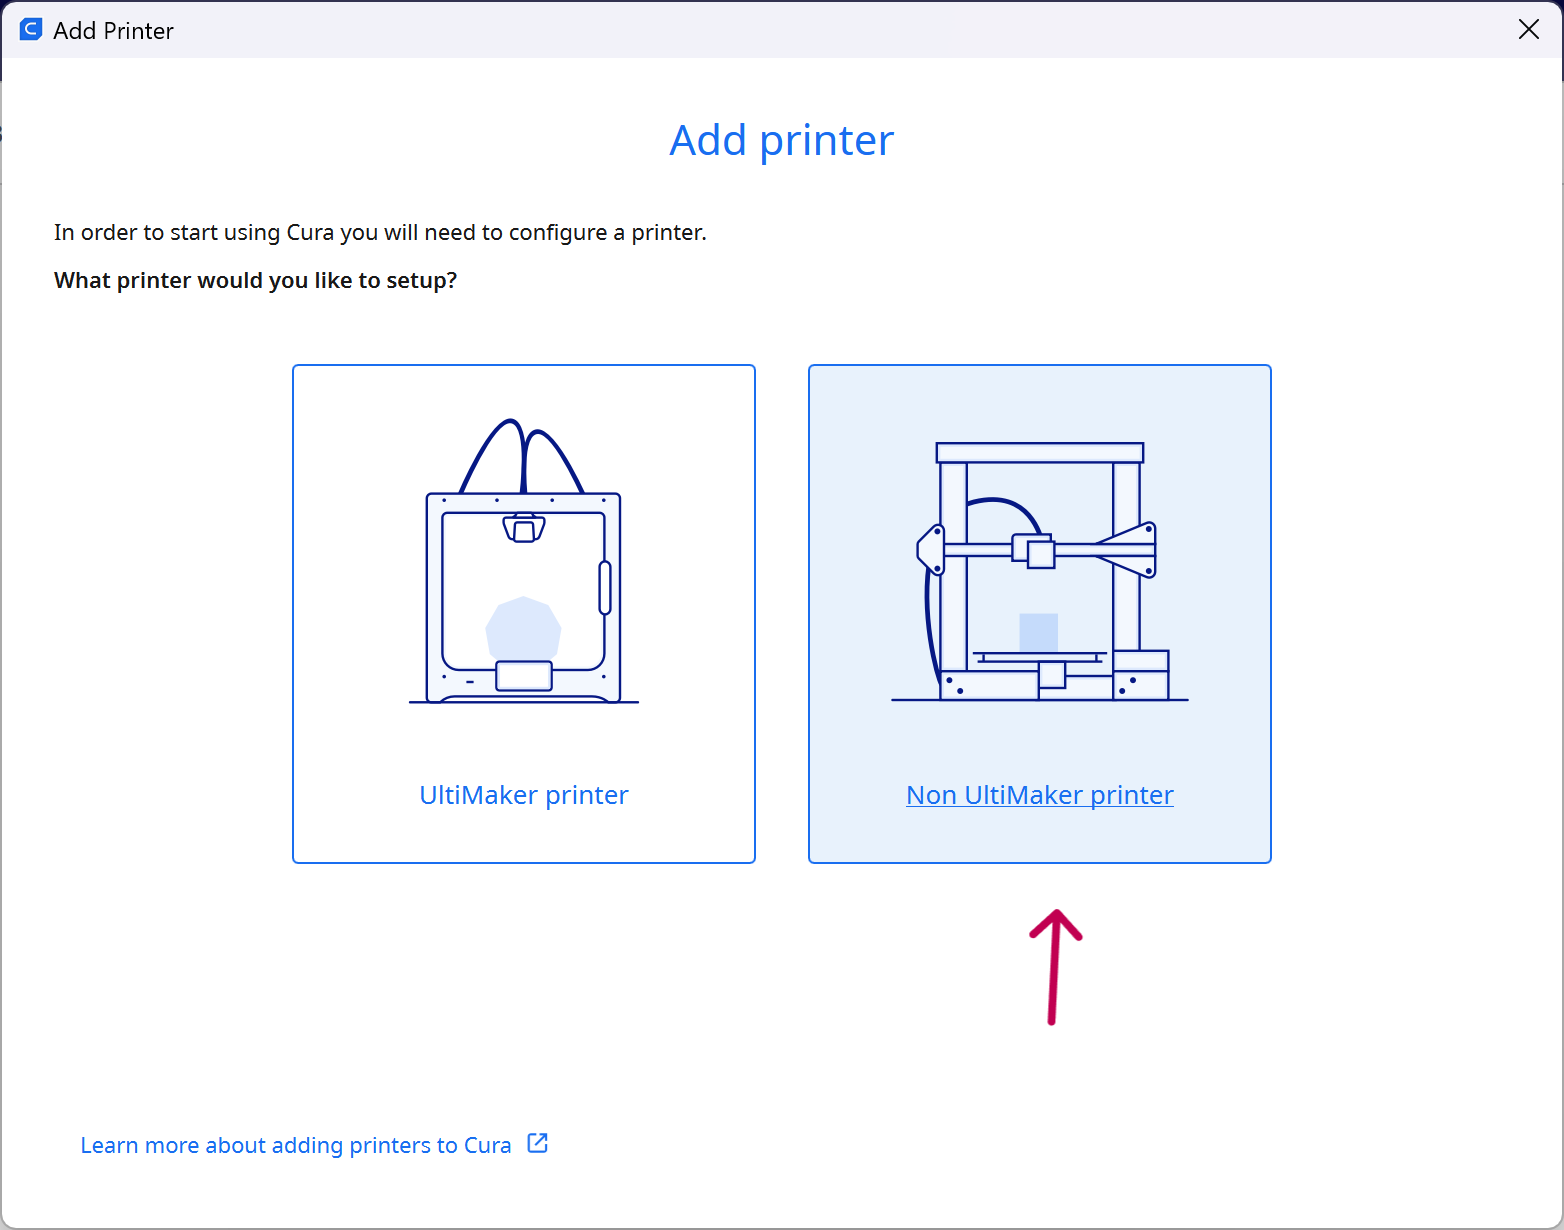 Add Printer
Add printer
In order to start using Cura you will need to configure a printer.
What printer would you like to setup?
UltiMaker printer
Non UltiMaker printer
Learn more about adding printers to Cura